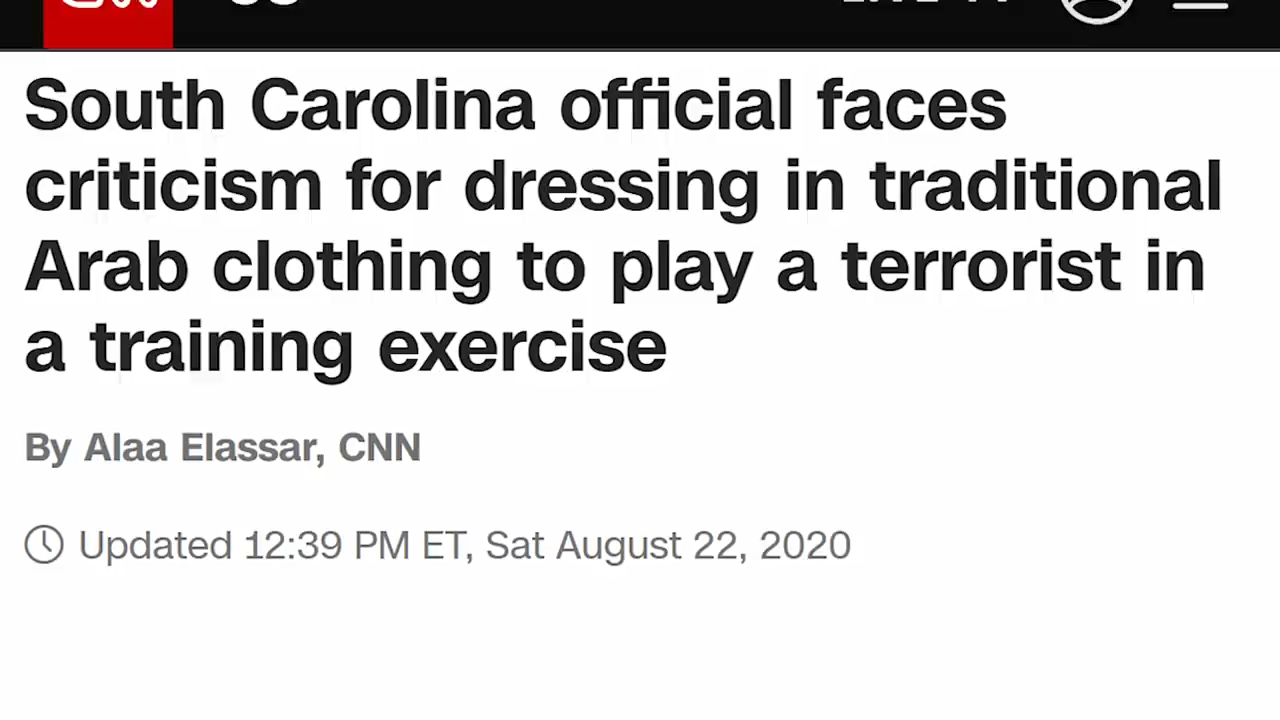 South Carolina official faces
criticism for dressing in traditional
Arab clothing to play a terrorist in
a training exercise
By Alaa Elassar, CNN
Updated 12:39 PM ET, Sat August 22, 2020